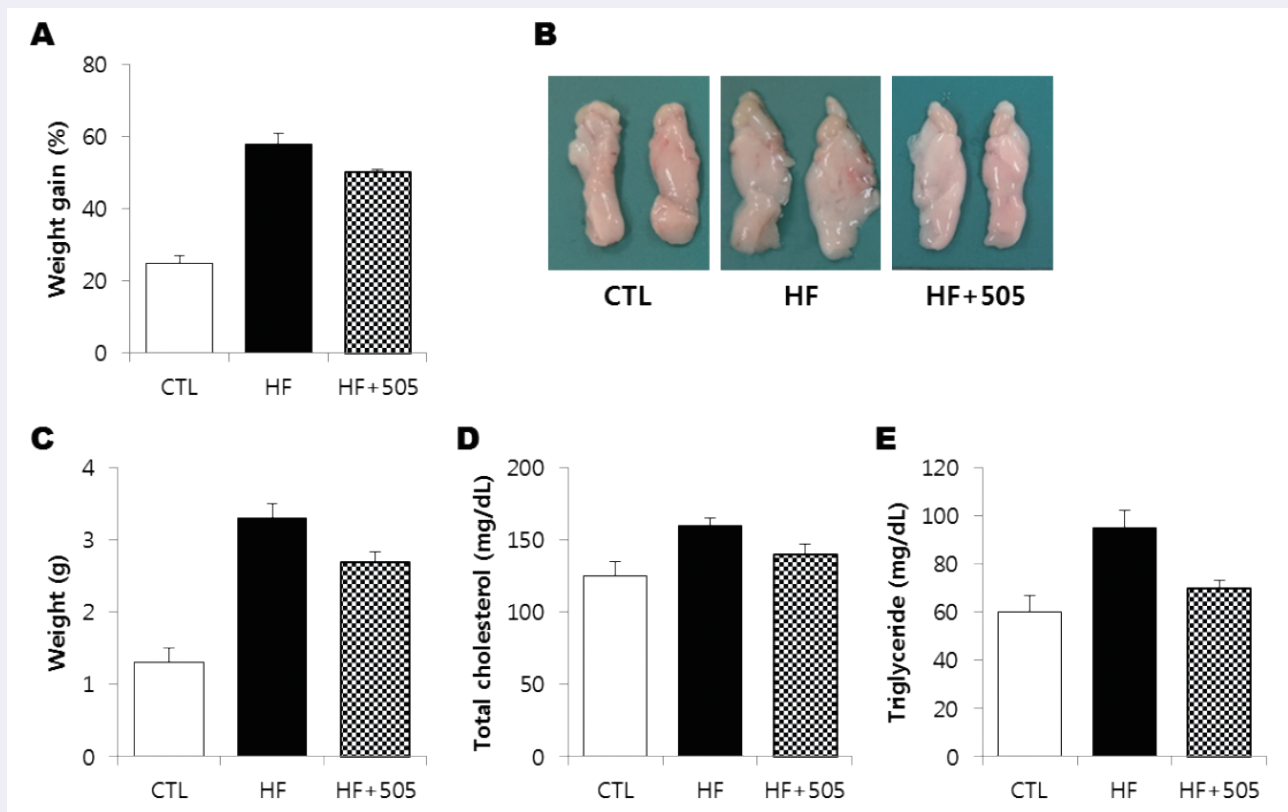 A
Weight gain (%)
80
60
40
20
0
CTL HF HF+505
B
CTL HF HF+505
C
Weight (g)
4
3
2
1
0
CTL HF HF+505
D
Total cholesterol (mg/dL)
200
150
100
50
0
CTL HF HF+505
E
Triglyceride (mg/dL)
120
100
80
60
40
20
0
CTL HF HF+505